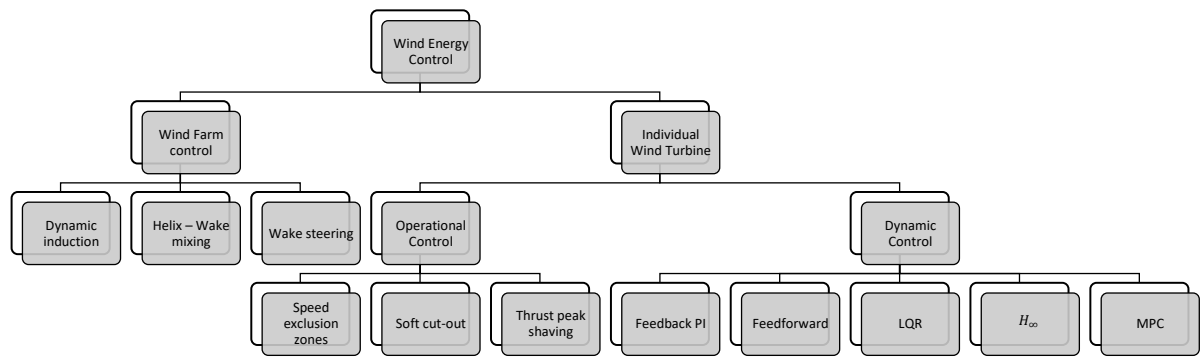 Wind Energy
Control
Wind Farm
control
Individual
Wind Turbine
Dynamic
induction
Helix – Wake
mixing
Wake steering
Operational
Control
Dynamic
Control
Speed
exclusion
zones
Soft cut-out
Thrust peak
shaving
Feedback PI
Feedforward
LQR
H∞
MPC